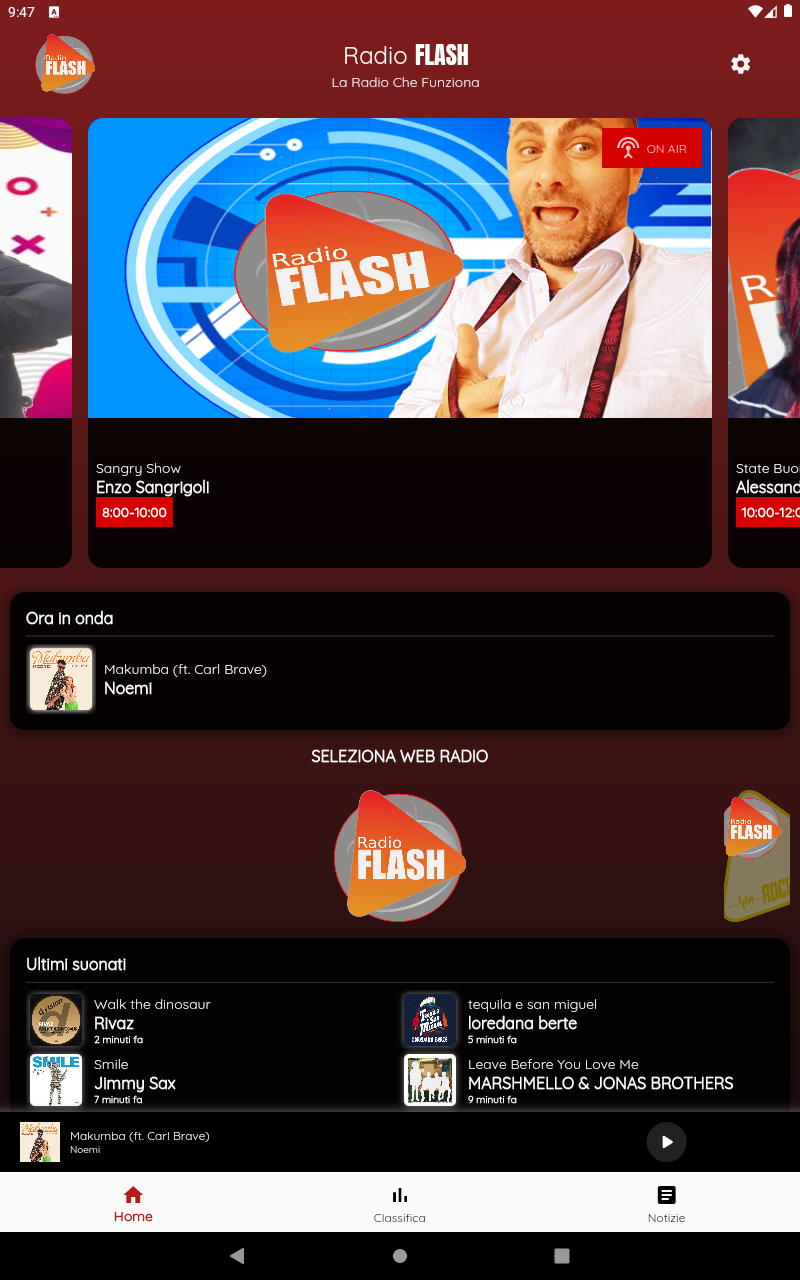 9:47
Radio FLASH
Radio FLASH
La Radio Che Funziona
ON AIR
Radio
FLASH
Sangry Show
Enzo Sangrigoli
8:00-10:00
State Buo
Alessand
10:00-12:0
Ora in onda
Makumba
Makumba (ft. Carl Brave)
Noemi
SELEZIONA WEB RADIO
Radio
FLASH
Radio
FLASH
ROCK
Ultimi suonati
Walk the dinosaur
Rivaz
2 minuti fa
tequila e san miguel
loredana berte
5 minuti fa
SMILE
Smile
Jimmy Sax
7 minuti fa
Leave Before You Love Me
MARSHMELLO & JONAS BROTHERS
9 minuti fa
Makumba (ft. Carl Brave)
Noemi
Home
Classifica
Notizie